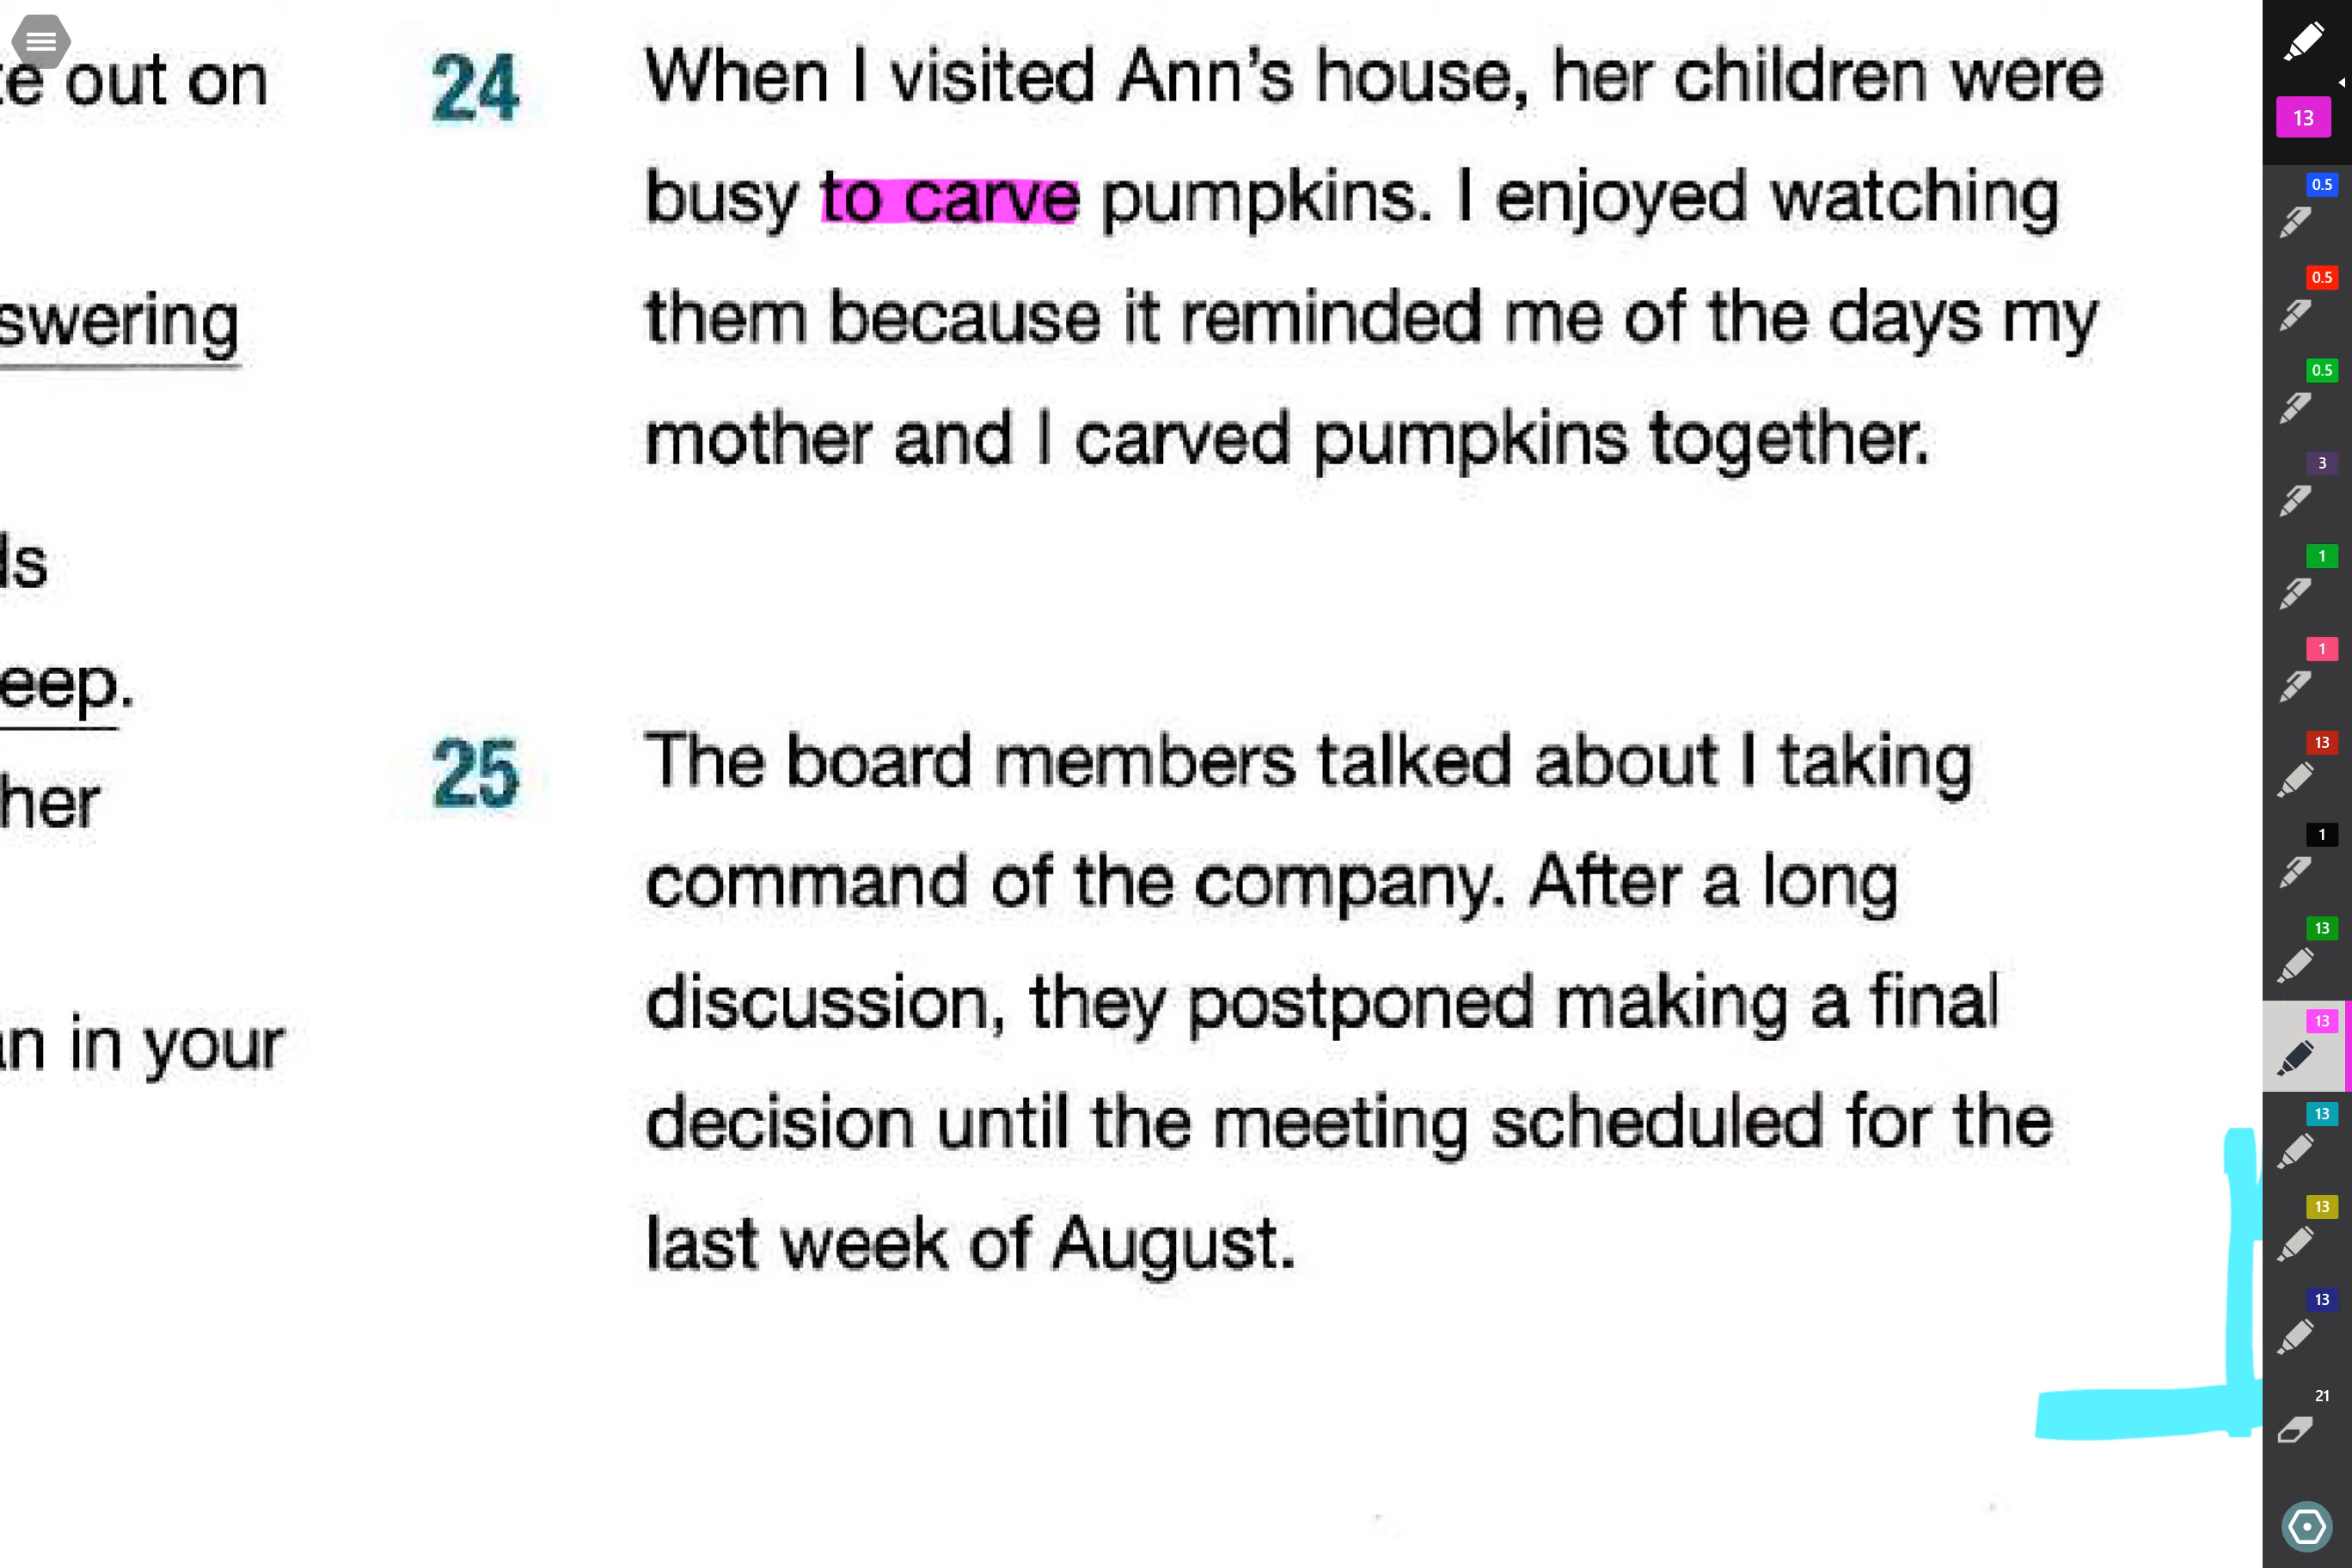 te out on
swering
ls
eep.
her
an in your
24 When I visited Ann's house, her children were
busy to carve pumpkins. I enjoyed watching
them because it reminded me of the days my
mother and I carved pumpkins together.
25 The board members talked about I taking
command of the company. After a long
discussion, they postponed making a final
decision until the meeting scheduled for the
last week of August.
13
0.5
0.5
0.5
3
1
1
13
1
13
13
13
13
13
21